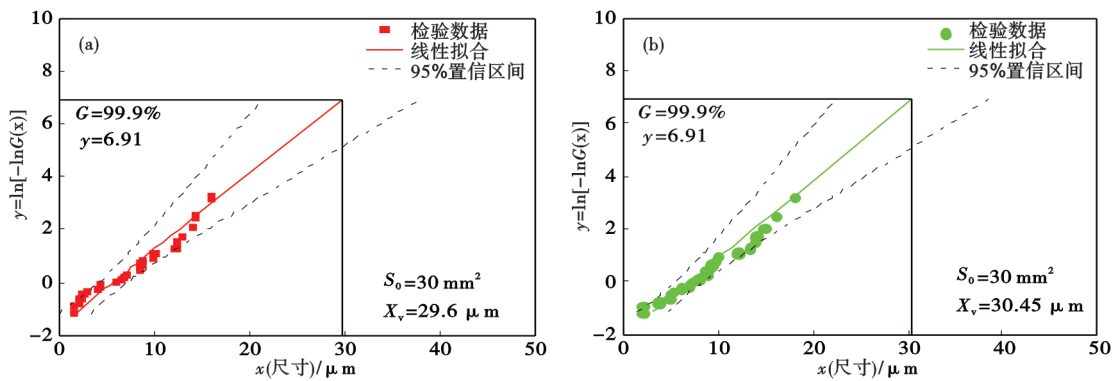 (a)
检验数据
线性拟合
95%置信区间
G=99.9%
y=6.91
S₀=30 mm²
Xᵥ=29.6 μm
y=ln[-lnG(x)]
10
8
6
4
2
0
-2
0
10
20
30
40
50
x(尺寸)/μm
(b)
检验数据
线性拟合
95%置信区间
G=99.9%
y=6.91
S₀=30 mm²
Xᵥ=30.45 μm
y=ln[-lnG(x)]
10
8
6
4
2
0
-2
0
10
20
30
40
50
x(尺寸)/μm